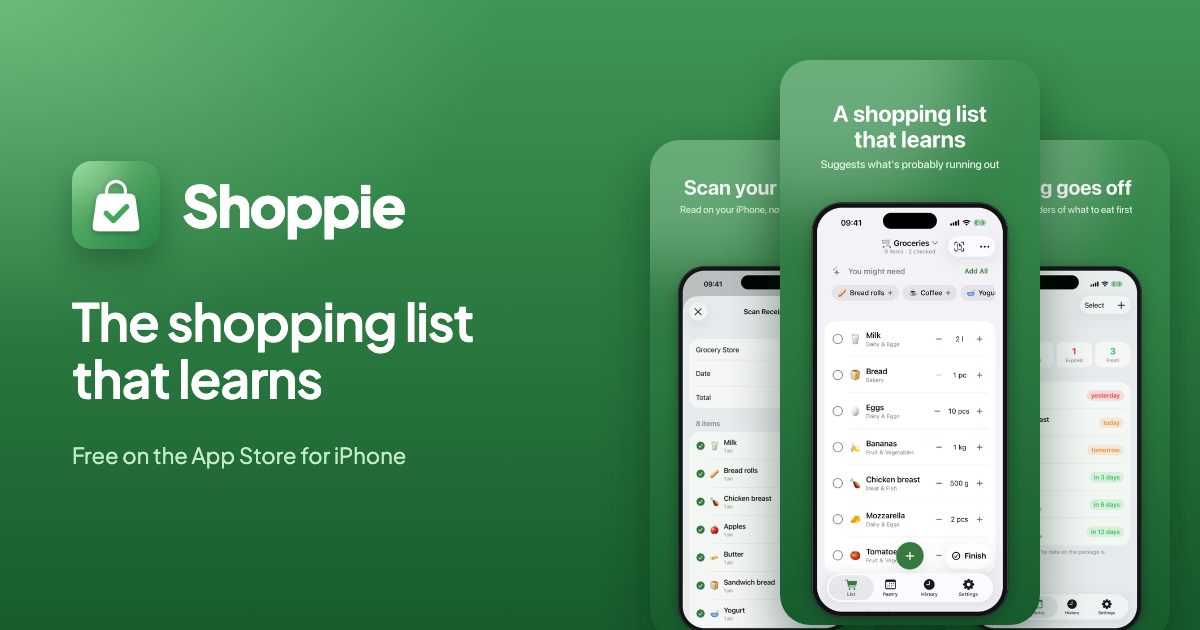 Shoppie
The shopping list
that learns
Free on the App Store for iPhone
Scan your
Read on your iPhone,
09:41
Grocery Store
Date
Total
8 items
Milk
1 pc
Bread rolls
1 pc
Chicken breast
1 pc
Apples
1 pc
Butter
1 pc
Sandwich bread
1 pc
Yogurt
1 pc
A shopping list
that learns
Suggests what's probably running out
09:41
Groceries
9 items · 2 checked
You might need
Add All
Bread rolls +
Coffee +
Milk
Dairy & Eggs
− 2 l +
Bread
Bakery
− 1 pc +
Eggs
Dairy & Eggs
− 10 pcs +
Bananas
Fruit & Vegetables
− 1 kg +
Chicken breast
Meat & Fish
− 500 g +
Mozzarella
Dairy & Eggs
− 2 pcs +
+
Finish
List
Pantry
History
Settings
goes off
of what to eat first
Select +
1
Expired
3
Fresh
yesterday
today
tomorrow
in 3 days
in 6 days
in 12 days
date on the package is
History
Settings